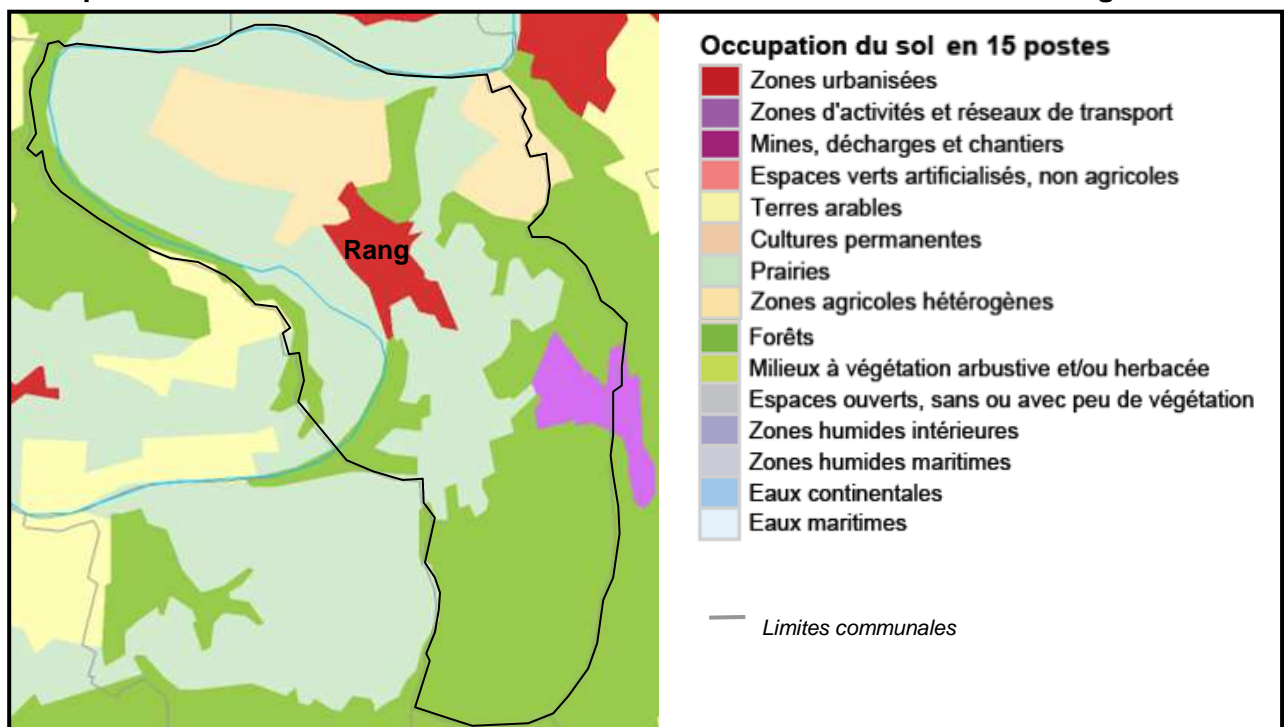 Rang
Occupation du sol en 15 postes
Zones urbanisées
Zones d'activités et réseaux de transport
Mines, décharges et chantiers
Espaces verts artificialisés, non agricoles
Terres arables
Cultures permanentes
Prairies
Zones agricoles hétérogènes
Forêts
Milieux à végétation arbustive et/ou herbacée
Espaces ouverts, sans ou avec peu de végétation
Zones humides intérieures
Zones humides maritimes
Eaux continentales
Eaux maritimes
Limites communales